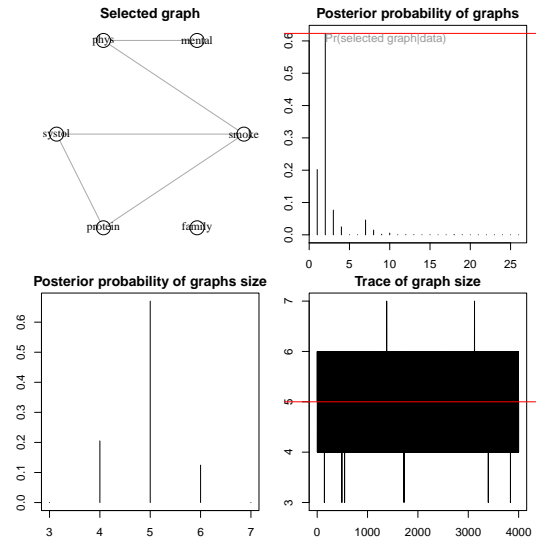 Selected graph
phys
mental
systol
smoke
protein
family
Posterior probability of graphs
Pr(selected graph|data)
0.6
0.5
0.4
0.3
0.2
0.1
0.0
0 5 10 15 20 25
Posterior probability of graphs size
0.6
0.5
0.4
0.3
0.2
0.1
0.0
3 4 5 6 7
Trace of graph size
7
6
5
4
3
0 1000 2000 3000 4000